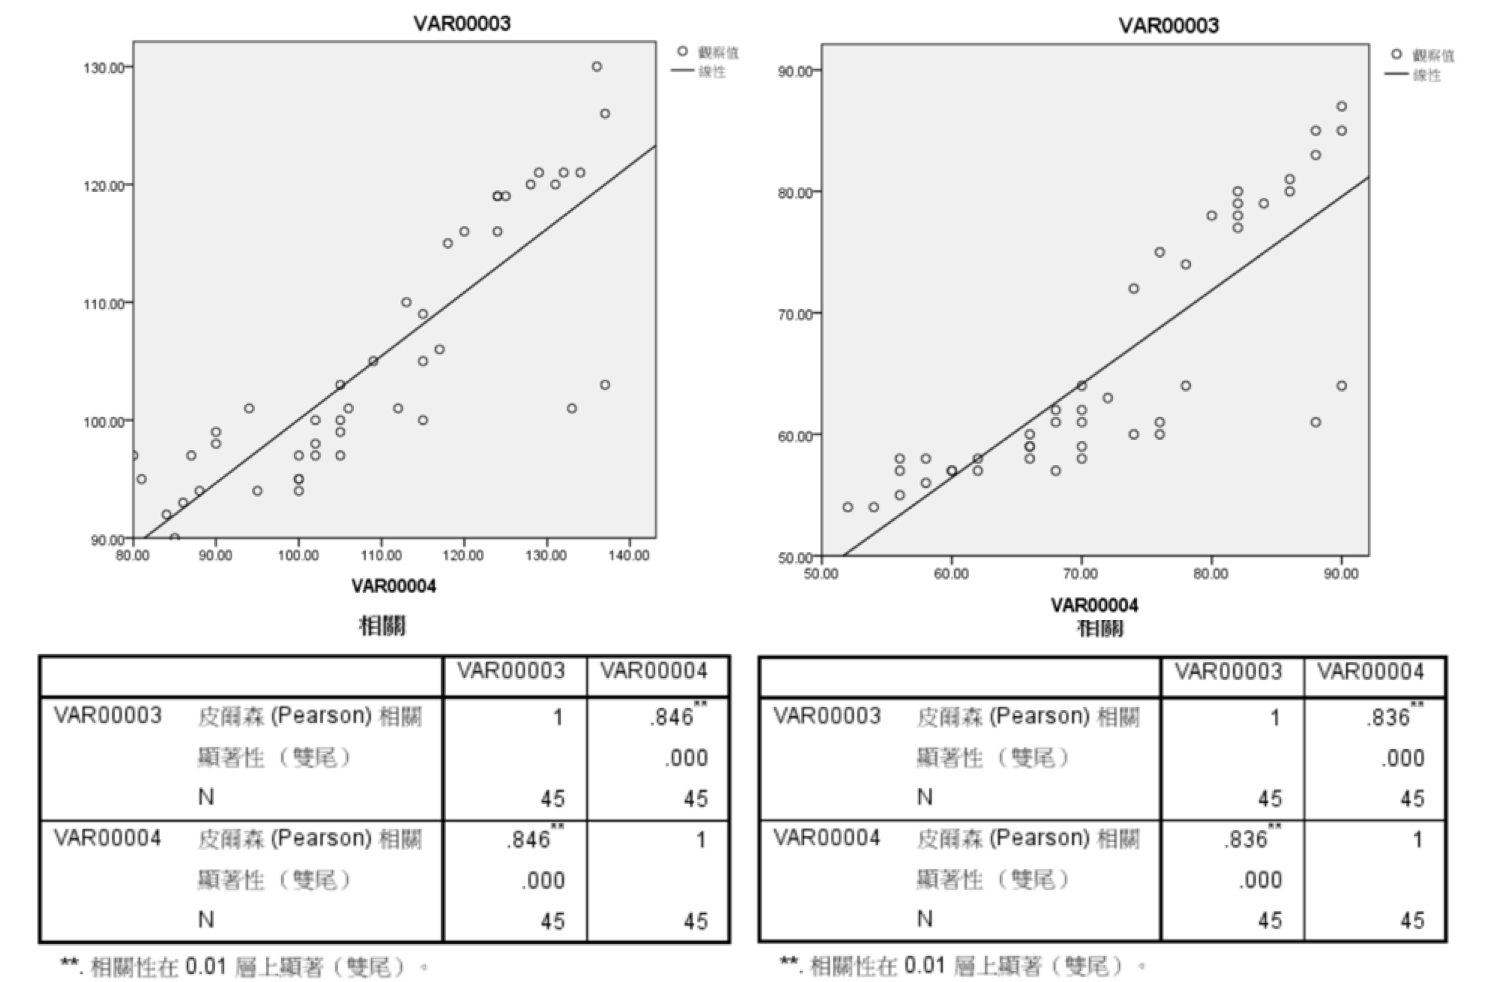 VAR00003
觀察值
線性
130.00
120.00
110.00
100.00
90.00
80.00 90.00 100.00 110.00 120.00 130.00 140.00
VAR00004
相關
VAR00003 VAR00004
VAR00003 皮爾森 (Pearson) 相關 1 .846**
顯著性（雙尾） .000
N 45 45
VAR00004 皮爾森 (Pearson) 相關 .846** 1
顯著性（雙尾） .000
N 45 45
**. 相關性在 0.01 層上顯著（雙尾）。
VAR00003
觀察值
線性
90.00
80.00
70.00
60.00
50.00
50.00 60.00 70.00 80.00 90.00
VAR00004
相關
VAR00003 VAR00004
VAR00003 皮爾森 (Pearson) 相關 1 .836**
顯著性（雙尾） .000
N 45 45
VAR00004 皮爾森 (Pearson) 相關 .836** 1
顯著性（雙尾） .000
N 45 45
**. 相關性在 0.01 層上顯著（雙尾）。